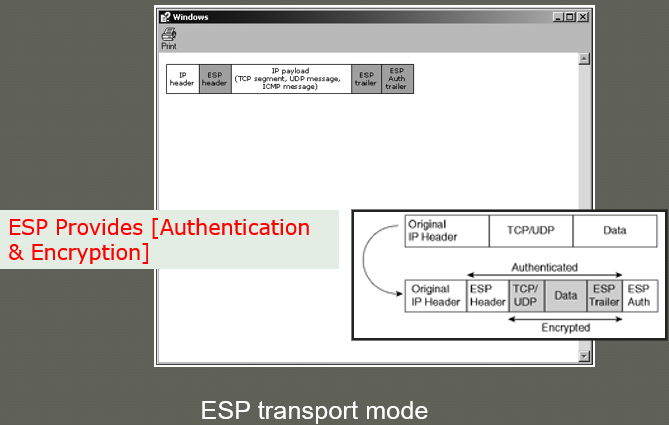 Windows
Print
IP
header
ESP
header
IP payload
(TCP segment, UDP message,
ICMP message)
ESP
trailer
ESP
Auth
trailer
ESP Provides [Authentication
& Encryption]
Original
IP Header
TCP/UDP
Data
Authenticated
Original
IP Header
ESP
Header
TCP/
UDP
Data
ESP
Trailer
ESP
Auth
Encrypted
ESP transport mode